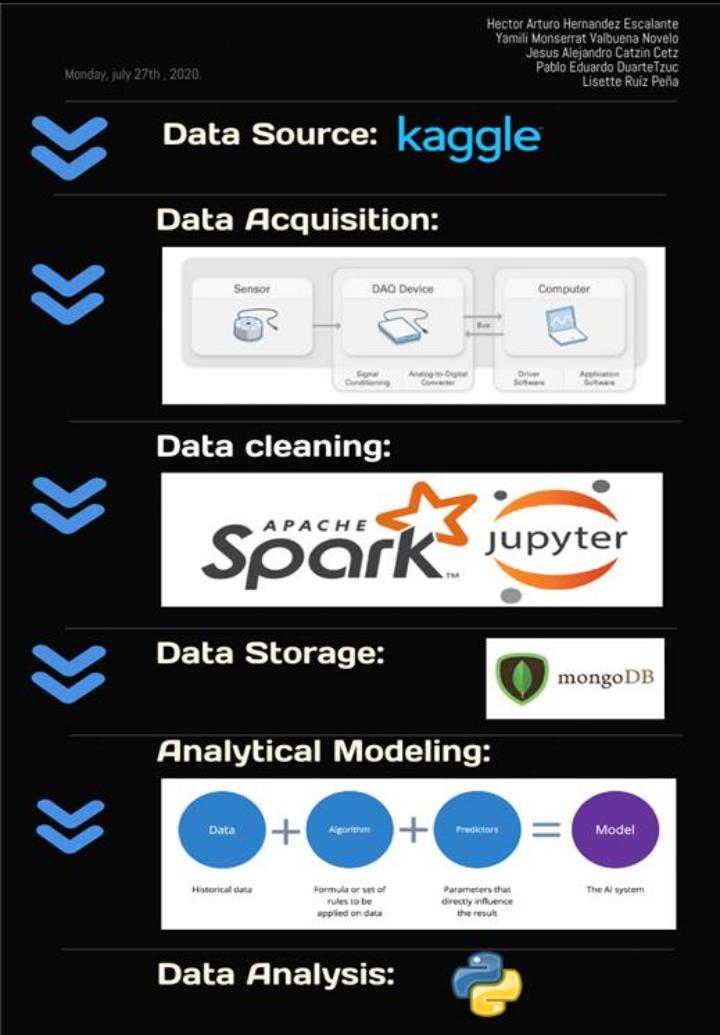 Hector Arturo Hernandez Escalante
Yamili Monserrat Valbuena Novelo
Jesus Alejandro Catzin Cetz
Pablo Eduardo DuarteTzuc
Lisette Ruíz Peña
Monday, july 27th , 2020.
Data Source: kaggle
Data Acquisition:
Sensor
DAQ Device
Computer
Bus
Signal Conditioning
Analog-to-Digital Converter
Driver Software
Application Software
Data cleaning:
APACHE
Spark™
jupyter
Data Storage:
mongoDB
Analytical Modeling:
Data + Algorithm + Predictors = Model
Historical data
Formula or set of
rules to be
applied on data
Parameters that
directly influence
the result
The AI system
Data Analysis: